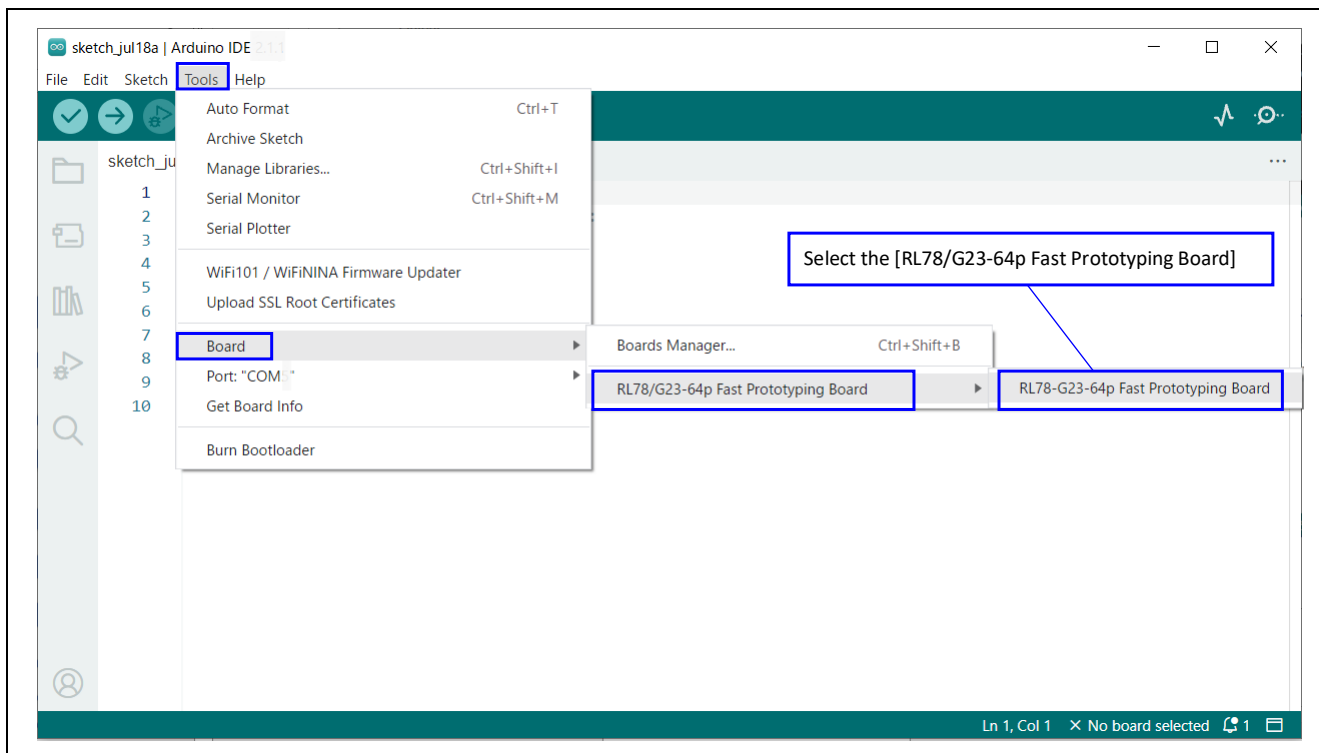 sketch_jul18a | Arduino IDE 2.1.1
File Edit Sketch Tools Help
sketch_ju
Auto Format Ctrl+T
Archive Sketch
Manage Libraries... Ctrl+Shift+I
Serial Monitor Ctrl+Shift+M
Serial Plotter
WiFi101 / WiFiNINA Firmware Updater
Upload SSL Root Certificates
Board
Port: "COM5"
Get Board Info
Burn Bootloader
1
2
3
4
5
6
7
8
9
10
Boards Manager... Ctrl+Shift+B
RL78/G23-64p Fast Prototyping Board
RL78-G23-64p Fast Prototyping Board
Select the [RL78/G23-64p Fast Prototyping Board]
Ln 1, Col 1 × No board selected 1